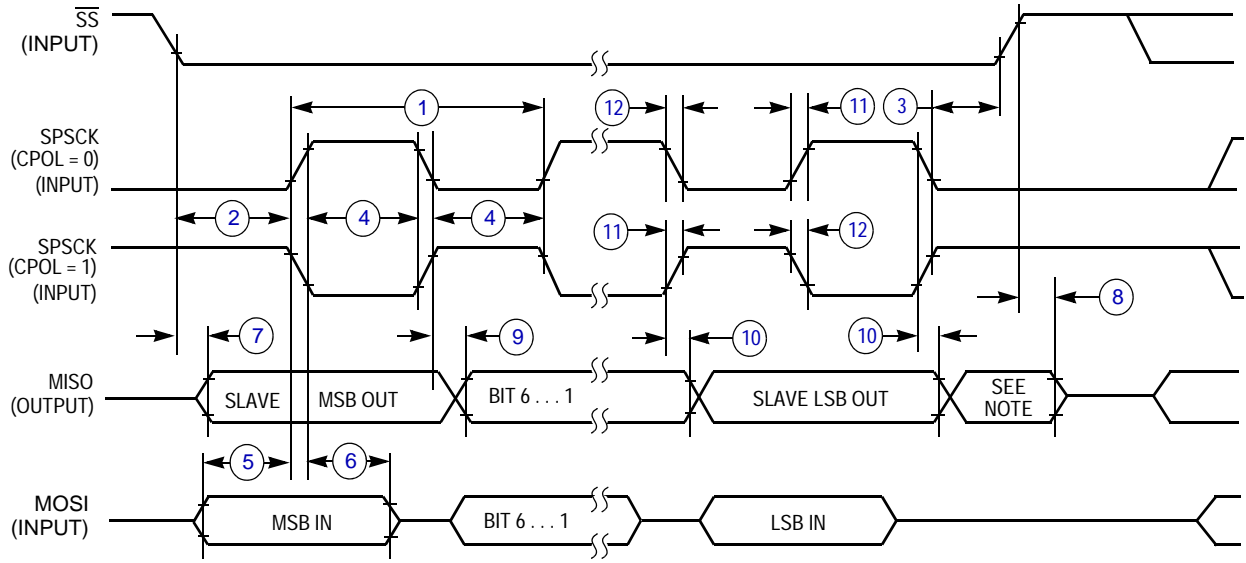 SS
(INPUT)
1
12
11
3
SPSCK
(CPOL = 0)
(INPUT)
2
4
4
11
12
SPSCK
(CPOL = 1)
(INPUT)
7
9
10
10
8
MISO
(OUTPUT)
SLAVE
MSB OUT
BIT 6 . . . 1
SLAVE LSB OUT
SEE
NOTE
5
6
MOSI
(INPUT)
MSB IN
BIT 6 . . . 1
LSB IN